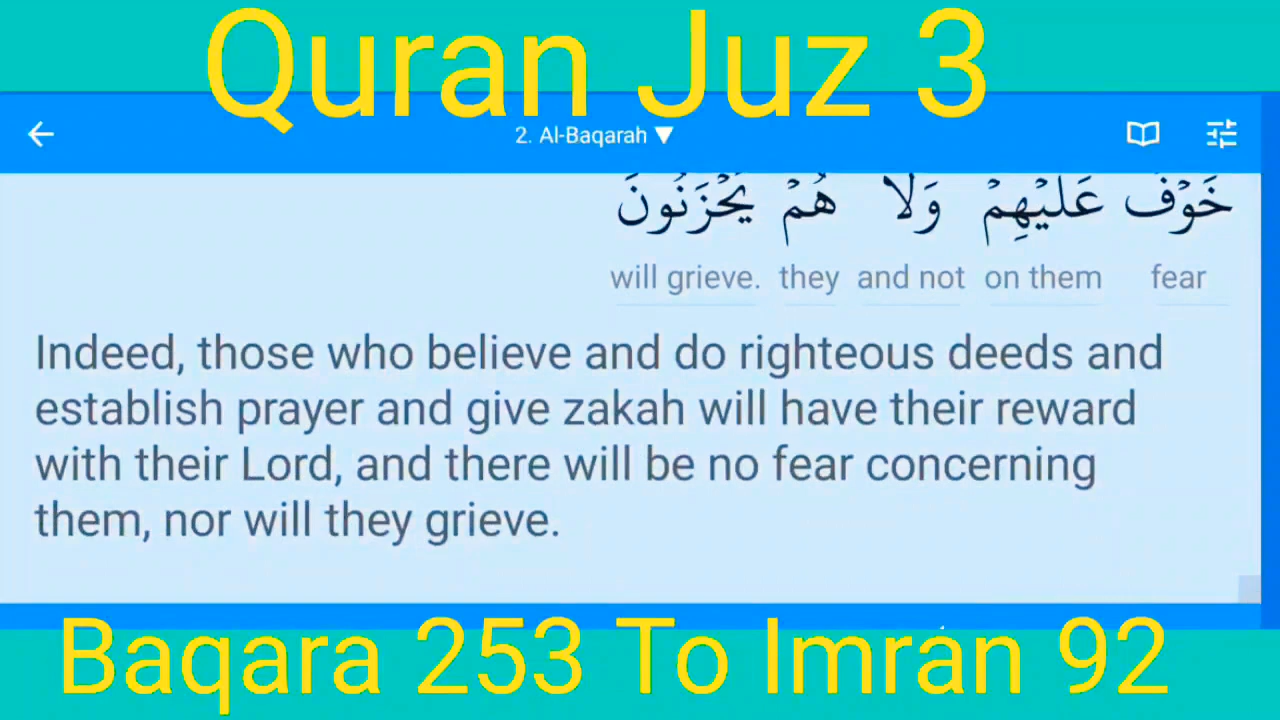 Quran Juz 3
2. Al-Baqarah ▼
خَوْفٌ عَلَيْهِمْ وَلَا هُمْ يَحْزَنُونَ
fear on them and not they will grieve.
Indeed, those who believe and do righteous deeds and
establish prayer and give zakah will have their reward
with their Lord, and there will be no fear concerning
them, nor will they grieve.
Baqara 253 To Imran 92